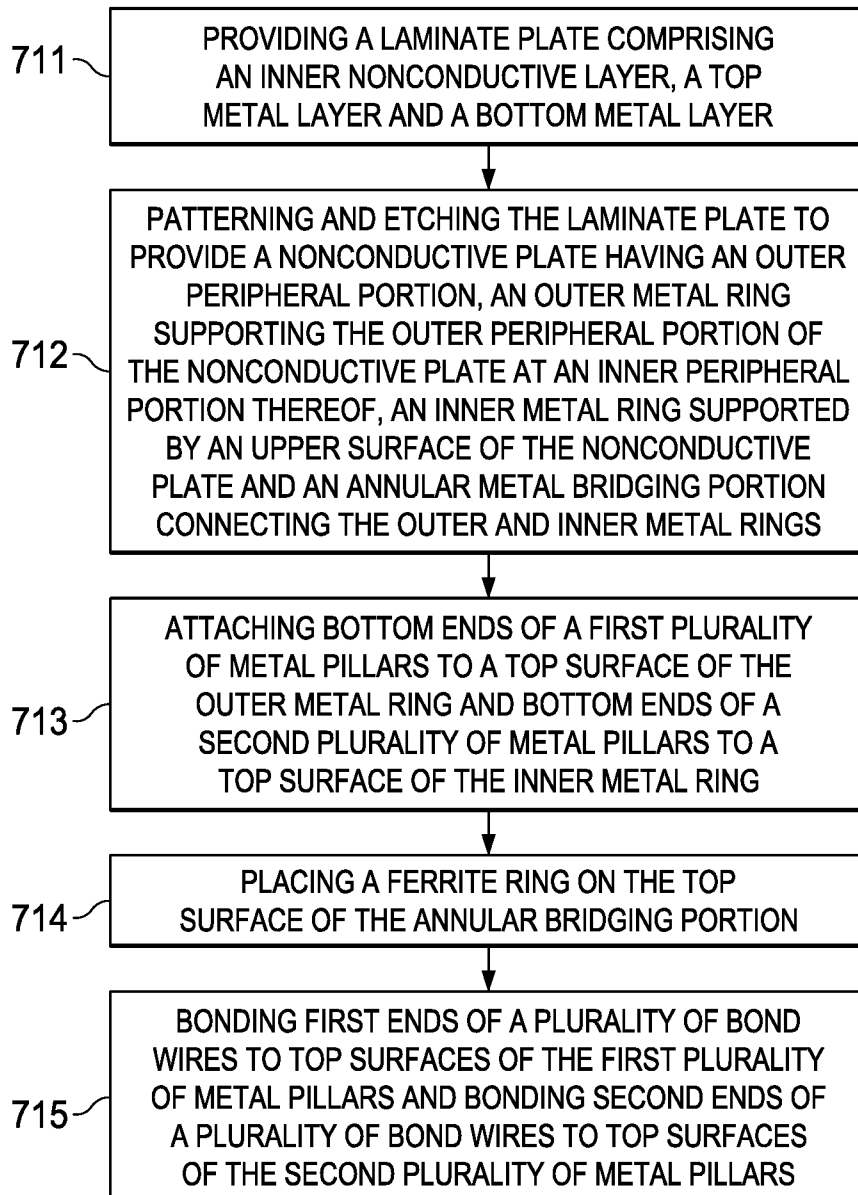 711
PROVIDING A LAMINATE PLATE COMPRISING
AN INNER NONCONDUCTIVE LAYER, A TOP
METAL LAYER AND A BOTTOM METAL LAYER
712
PATTERNING AND ETCHING THE LAMINATE PLATE TO
PROVIDE A NONCONDUCTIVE PLATE HAVING AN OUTER
PERIPHERAL PORTION, AN OUTER METAL RING
SUPPORTING THE OUTER PERIPHERAL PORTION OF
THE NONCONDUCTIVE PLATE AT AN INNER PERIPHERAL
PORTION THEREOF, AN INNER METAL RING SUPPORTED
BY AN UPPER SURFACE OF THE NONCONDUCTIVE
PLATE AND AN ANNULAR METAL BRIDGING PORTION
CONNECTING THE OUTER AND INNER METAL RINGS
713
ATTACHING BOTTOM ENDS OF A FIRST PLURALITY
OF METAL PILLARS TO A TOP SURFACE OF THE
OUTER METAL RING AND BOTTOM ENDS OF A
SECOND PLURALITY OF METAL PILLARS TO A
TOP SURFACE OF THE INNER METAL RING
714
PLACING A FERRITE RING ON THE TOP
SURFACE OF THE ANNULAR BRIDGING PORTION
715
BONDING FIRST ENDS OF A PLURALITY OF BOND
WIRES TO TOP SURFACES OF THE FIRST PLURALITY
OF METAL PILLARS AND BONDING SECOND ENDS OF
A PLURALITY OF BOND WIRES TO TOP SURFACES
OF THE SECOND PLURALITY OF METAL PILLARS